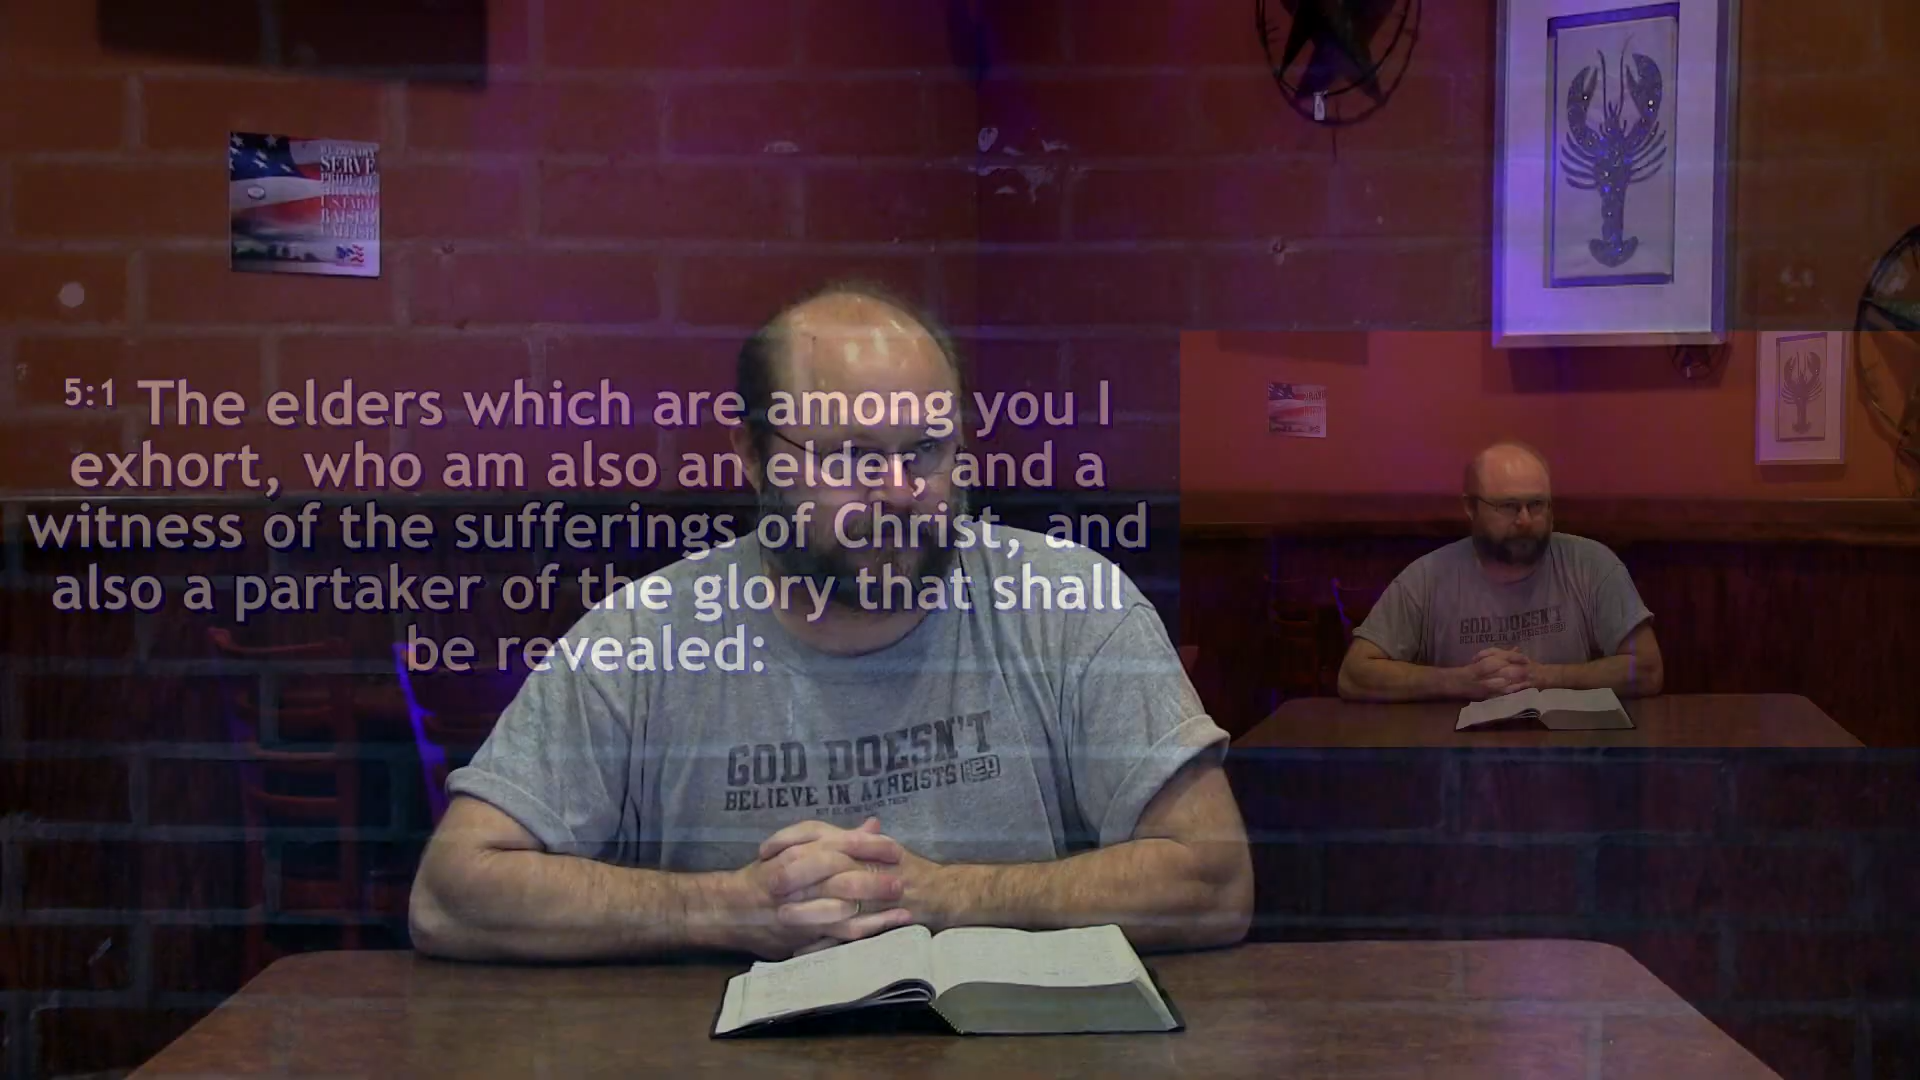 SERVE
5:1 The elders which are among you I
exhort, who am also an elder, and a
witness of the sufferings of Christ, and
also a partaker of the glory that shall
be revealed:
GOD DOESN'T
BELIEVE IN ATHEISTS
GOD DOESN'T
BELIEVE IN ATHEISTS